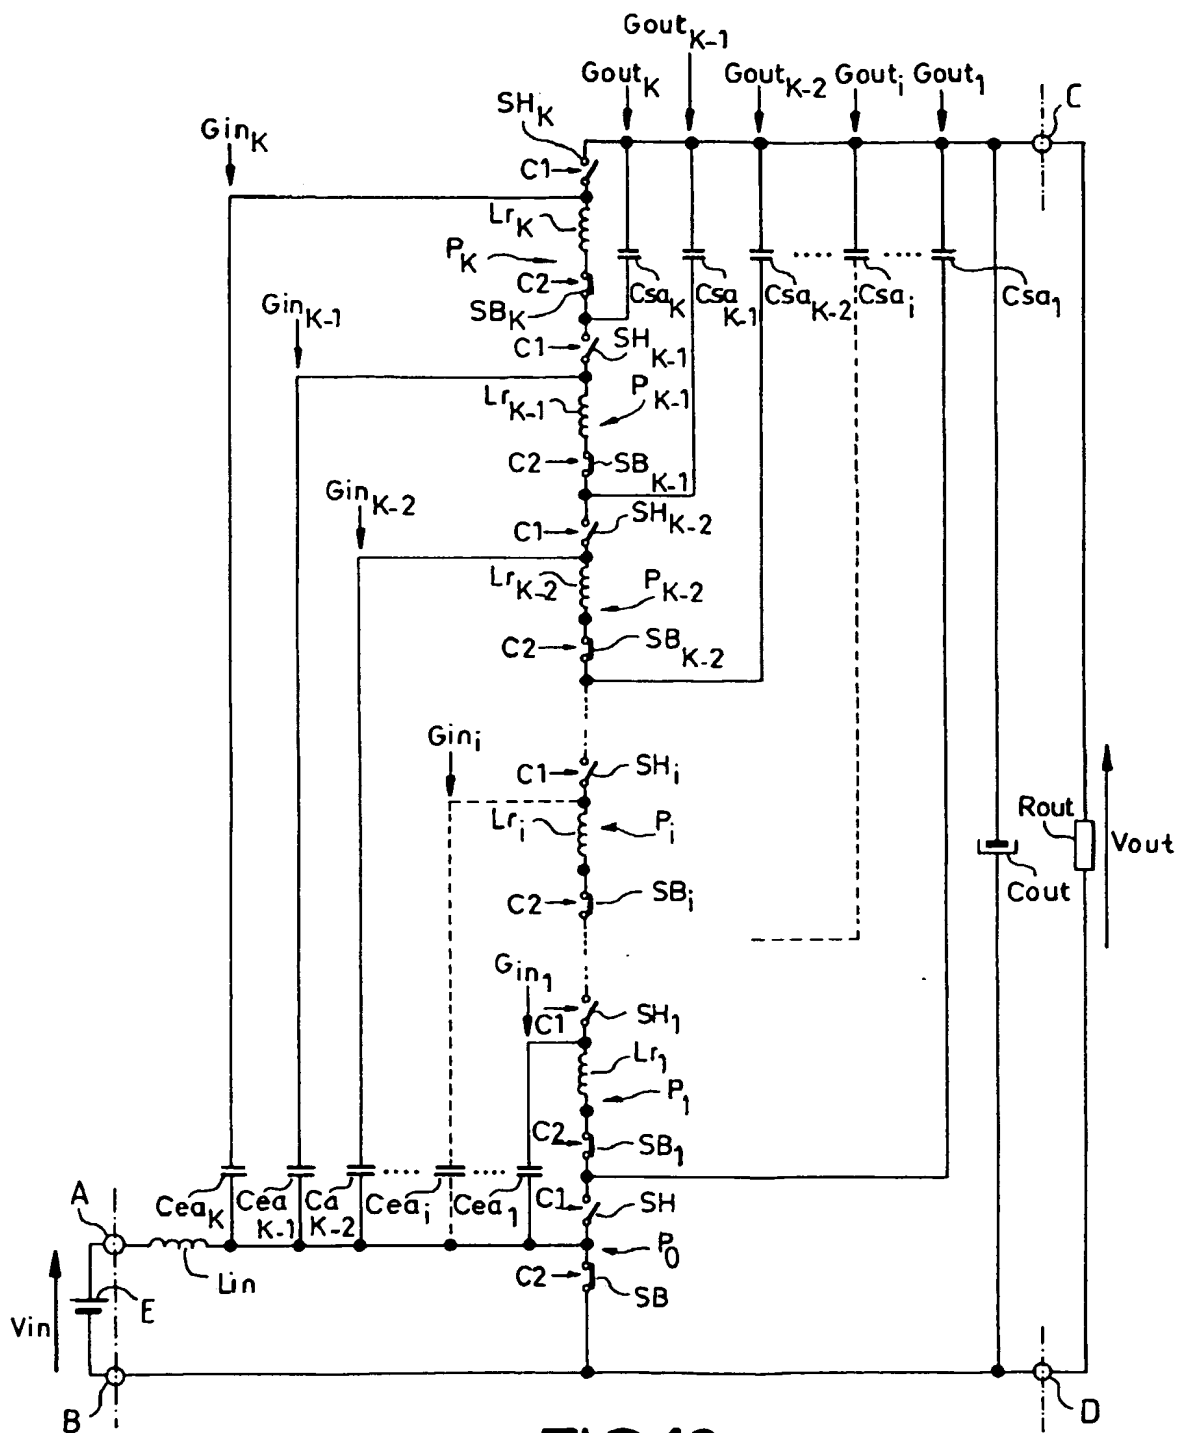 Gout K-1
Gout K Gout K-2 Gout i Gout 1
SH K
C
Gin K
C1
Lr K
P K
C2
Csa K Csa K-1 Csa K-2 Csa i Csa 1
SB K
Gin K-1
C1 SH K-1
P K-1
Lr K-1
C2 SB K-1
Gin K-2
C1 SH K-2
Lr K-2 P K-2
C2 SB K-2
Gin i
C1 SH i
Lr i P i
Rout
Vout
Cout
C2 SB i
Gin 1
C1 SH 1
Lr 1
P 1
C2
SB 1
A
Cea K Cea K-1 Ca K-2 Cea i Cea 1
C1 SH
P 0
Lin
C2
SB
E
Vin
B
D